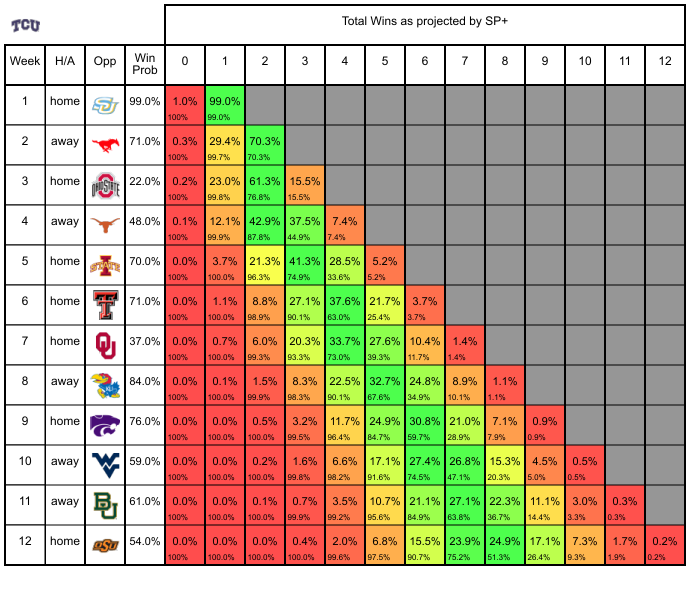 TCU
Total Wins as projected by SP+
Week H/A Opp Win Prob 0 1 2 3 4 5 6 7 8 9 10 11 12
1 home SJ 99.0% 1.0% 99.0%
100% 99.0%
2 away 71.0% 0.3% 29.4% 70.3%
100% 99.7% 70.3%
3 home OHIO STATE 22.0% 0.2% 23.0% 61.3% 15.5%
100% 99.8% 76.8% 15.5%
4 away 48.0% 0.1% 12.1% 42.9% 37.5% 7.4%
100% 99.9% 87.8% 44.9% 7.4%
5 home I STATE 70.0% 0.0% 3.7% 21.3% 41.3% 28.5% 5.2%
100% 100.0% 96.3% 74.9% 33.6% 5.2%
6 home T 71.0% 0.0% 1.1% 8.8% 27.1% 37.6% 21.7% 3.7%
100% 100.0% 98.9% 90.1% 63.0% 25.4% 3.7%
7 home OU 37.0% 0.0% 0.7% 6.0% 20.3% 33.7% 27.6% 10.4% 1.4%
100% 100.0% 99.3% 93.3% 73.0% 39.3% 11.7% 1.4%
8 away KU 84.0% 0.0% 0.1% 1.5% 8.3% 22.5% 32.7% 24.8% 8.9% 1.1%
100% 100.0% 99.9% 98.3% 90.1% 67.6% 34.9% 10.1% 1.1%
9 home 76.0% 0.0% 0.0% 0.5% 3.2% 11.7% 24.9% 30.8% 21.0% 7.1% 0.9%
100% 100.0% 100.0% 99.5% 96.4% 84.7% 59.7% 28.9% 7.9% 0.9%
10 away WV 59.0% 0.0% 0.0% 0.2% 1.6% 6.6% 17.1% 27.4% 26.8% 15.3% 4.5% 0.5%
100% 100.0% 100.0% 99.8% 98.2% 91.6% 74.5% 47.1% 20.3% 5.0% 0.5%
11 away BU 61.0% 0.0% 0.0% 0.1% 0.7% 3.5% 10.7% 21.1% 27.1% 22.3% 11.1% 3.0% 0.3%
100% 100.0% 100.0% 99.9% 99.2% 95.6% 84.9% 63.8% 36.7% 14.4% 3.3% 0.3%
12 home OSU 54.0% 0.0% 0.0% 0.0% 0.4% 2.0% 6.8% 15.5% 23.9% 24.9% 17.1% 7.3% 1.7% 0.2%
100% 100.0% 100.0% 100.0% 99.6% 97.5% 90.7% 75.2% 51.3% 26.4% 9.3% 1.9% 0.2%